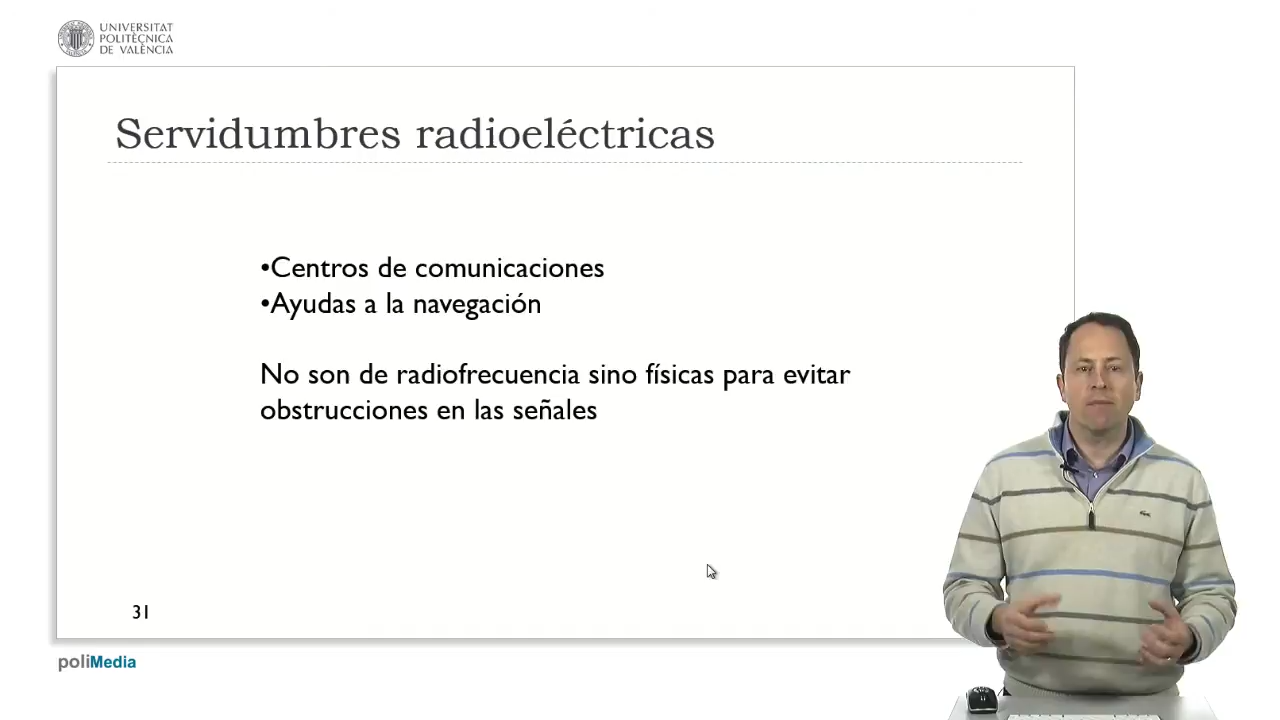 UNIVERSITAT
POLITÈCNICA
DE VALÈNCIA
Servidumbres radioeléctricas
•Centros de comunicaciones
•Ayudas a la navegación
No son de radiofrecuencia sino físicas para evitar
obstrucciones en las señales
31
poliMedia